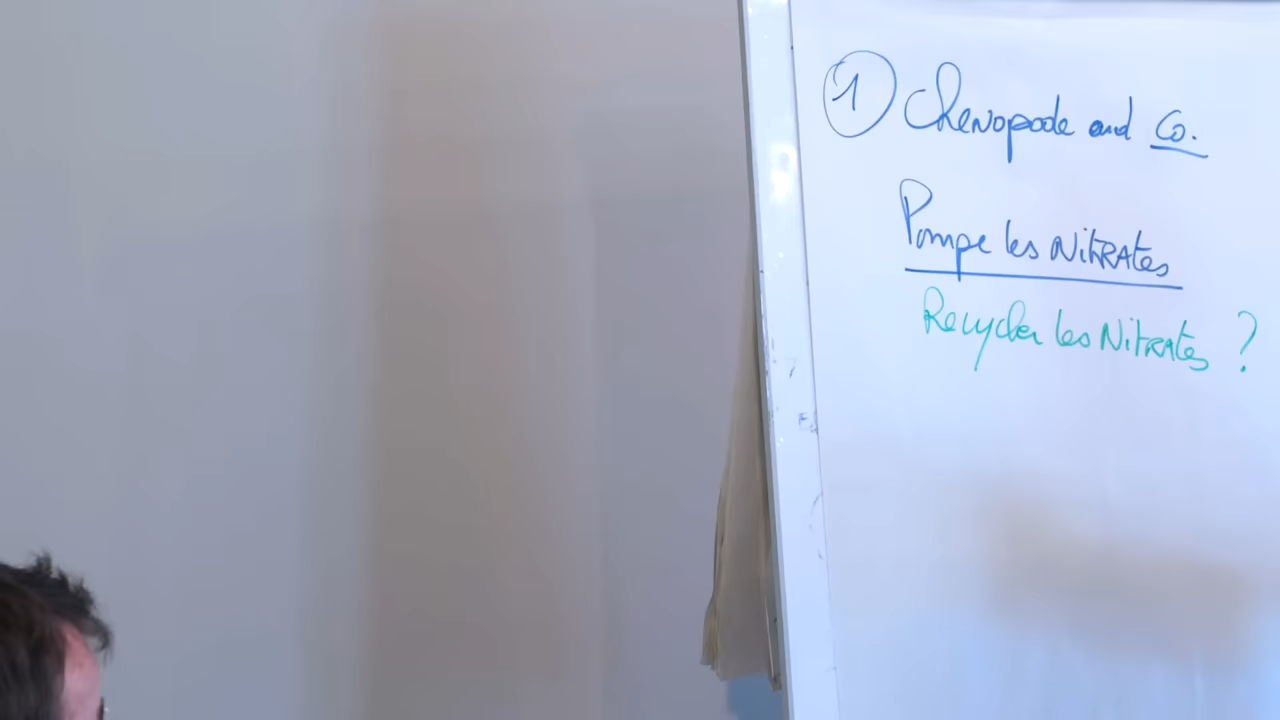 1 Chenopode and Co.
Pompe les Nitrates
Recycler les Nitrates ?